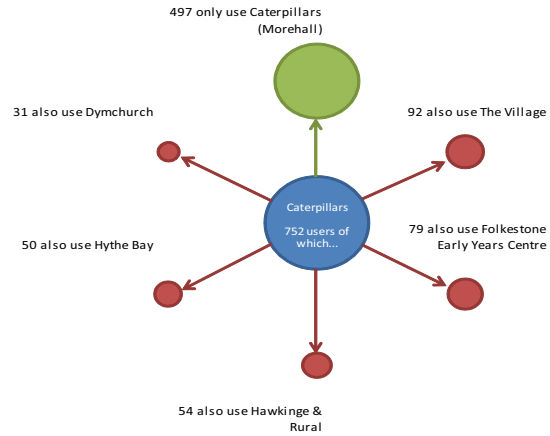 497 only use Caterpillars
(Morehall)
31 also use Dymchurch
92 also use The Village
Caterpillars
752 users of
which...
50 also use Hythe Bay
79 also use Folkestone
Early Years Centre
54 also use Hawkinge &
Rural